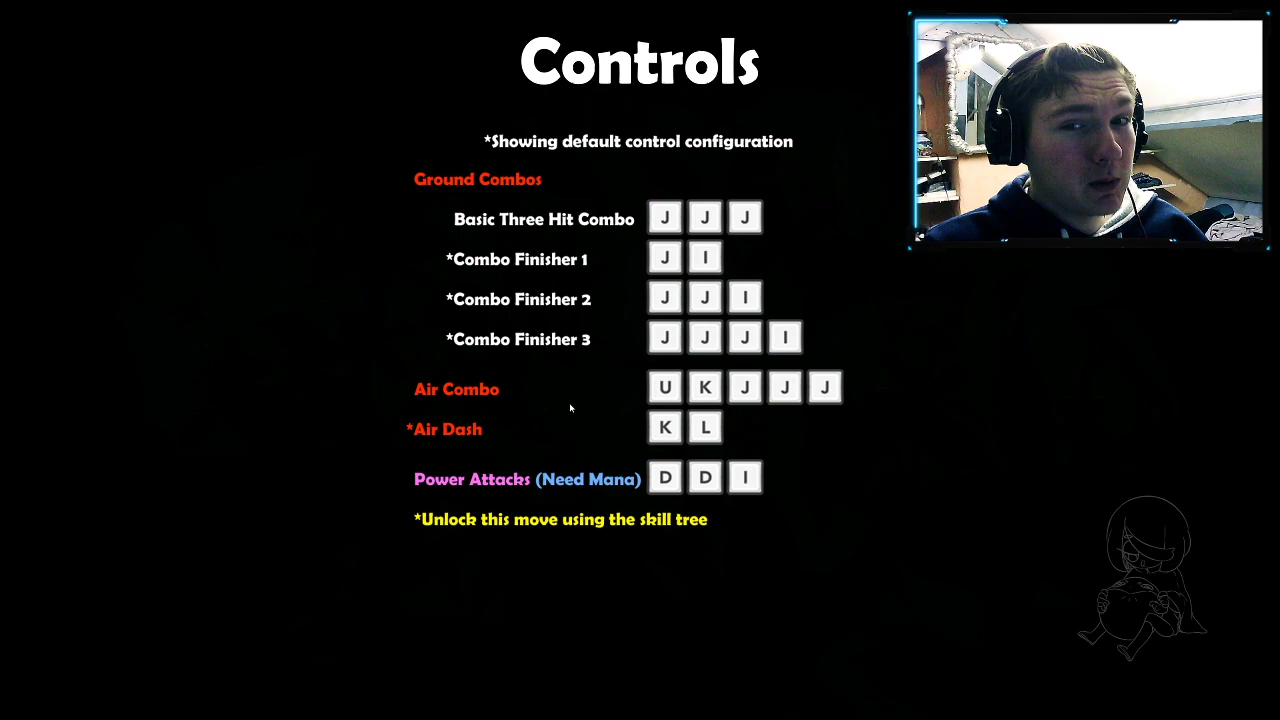 Controls
*Showing default control configuration
Ground Combos
Basic Three Hit Combo J J J
*Combo Finisher 1 J I
*Combo Finisher 2 J J I
*Combo Finisher 3 J J J I
Air Combo U K J J J
*Air Dash K L
Power Attacks (Need Mana) D D I
*Unlock this move using the skill tree